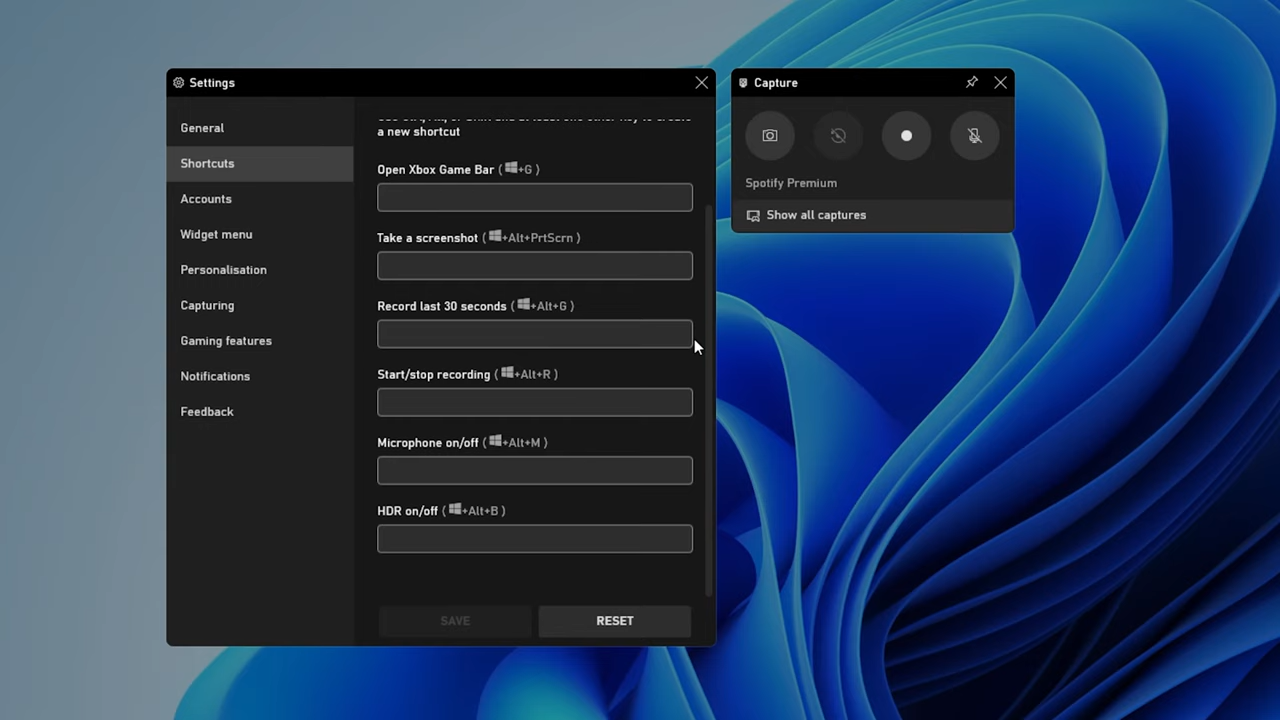 Settings
General
Shortcuts
Accounts
Widget menu
Personalisation
Capturing
Gaming features
Notifications
Feedback
a new shortcut
Open Xbox Game Bar ( +G )
Take a screenshot ( +Alt+PrtScrn )
Record last 30 seconds ( +Alt+G )
Start/stop recording ( +Alt+R )
Microphone on/off ( +Alt+M )
HDR on/off ( +Alt+B )
SAVE
RESET
Capture
Spotify Premium
Show all captures